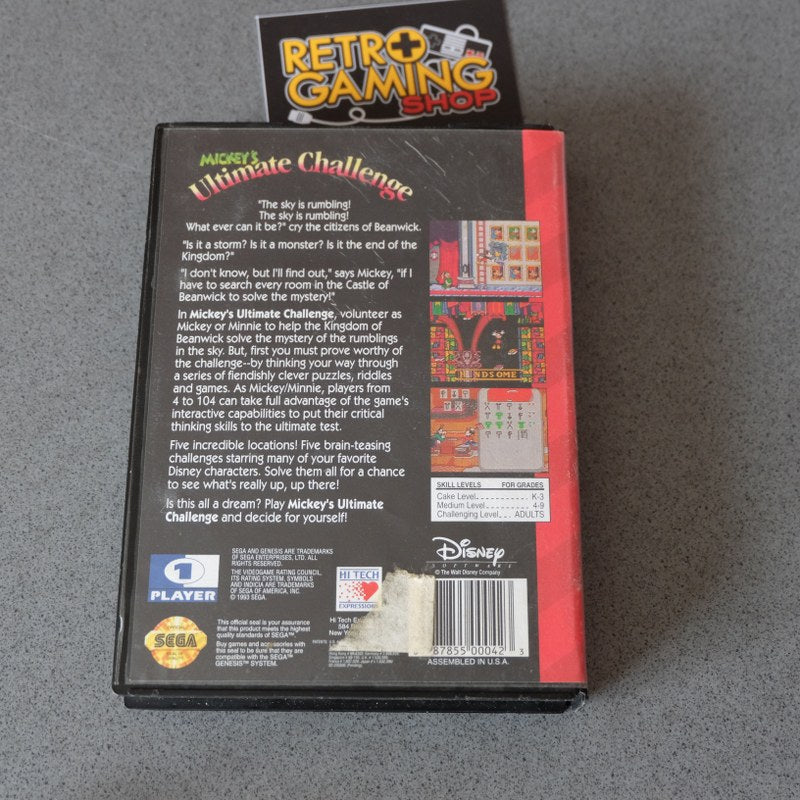 RETRO
GAMING
SHOP
MICKEY'S
Ultimate Challenge
"The sky is rumbling!
The sky is rumbling!
What ever can it be?" cry the citizens of Beanwick.
"Is it a storm? Is it a monster? Is it the end of the
Kingdom?"
"I don't know, but I'll find out," says Mickey, "if I
have to search every room in the Castle of
Beanwick to solve the mystery!"
In Mickey's Ultimate Challenge, volunteer as
Mickey or Minnie to help the Kingdom of
Beanwick solve the mystery of the rumblings
in the sky. But, first you must prove worthy of
the challenge--by thinking your way through
a series of fiendishly clever puzzles, riddles
and games. As Mickey/Minnie, players from
4 to 104 can take full advantage of the game's
interactive capabilities to put their critical
thinking skills to the ultimate test.
Five incredible locations! Five brain-teasing
challenges starring many of your favorite
Disney characters. Solve them all for a chance
to see what's really up, up there!
Is this all a dream? Play Mickey's Ultimate
Challenge and decide for yourself!
NDSOME
SKILL LEVELS FOR GRADES
Cake Level K-3
Medium Level 4-9
Challenging Level ADULTS
1
PLAYER
SEGA AND GENESIS ARE TRADEMARKS
OF SEGA ENTERPRISES, LTD. ALL
RIGHTS RESERVED.
THE VIDEOGAME RATING COUNCIL,
ITS RATING SYSTEM, SYMBOLS
AND INDICIA ARE TRADEMARKS
OF SEGA OF AMERICA, INC.
© 1993 SEGA
SEGA
This official seal is your assurance
that this product meets the highest
quality standards of SEGA™.
Buy games and accessories with
this seal to be sure that they are
compatible with the SEGA™
GENESIS™ SYSTEM.
HI TECH
EXPRESSIONS
Hi Tech
584
New
Disney
SOFTWARE
© The Walt Disney Company
87855 00042 3
ASSEMBLED IN U.S.A.